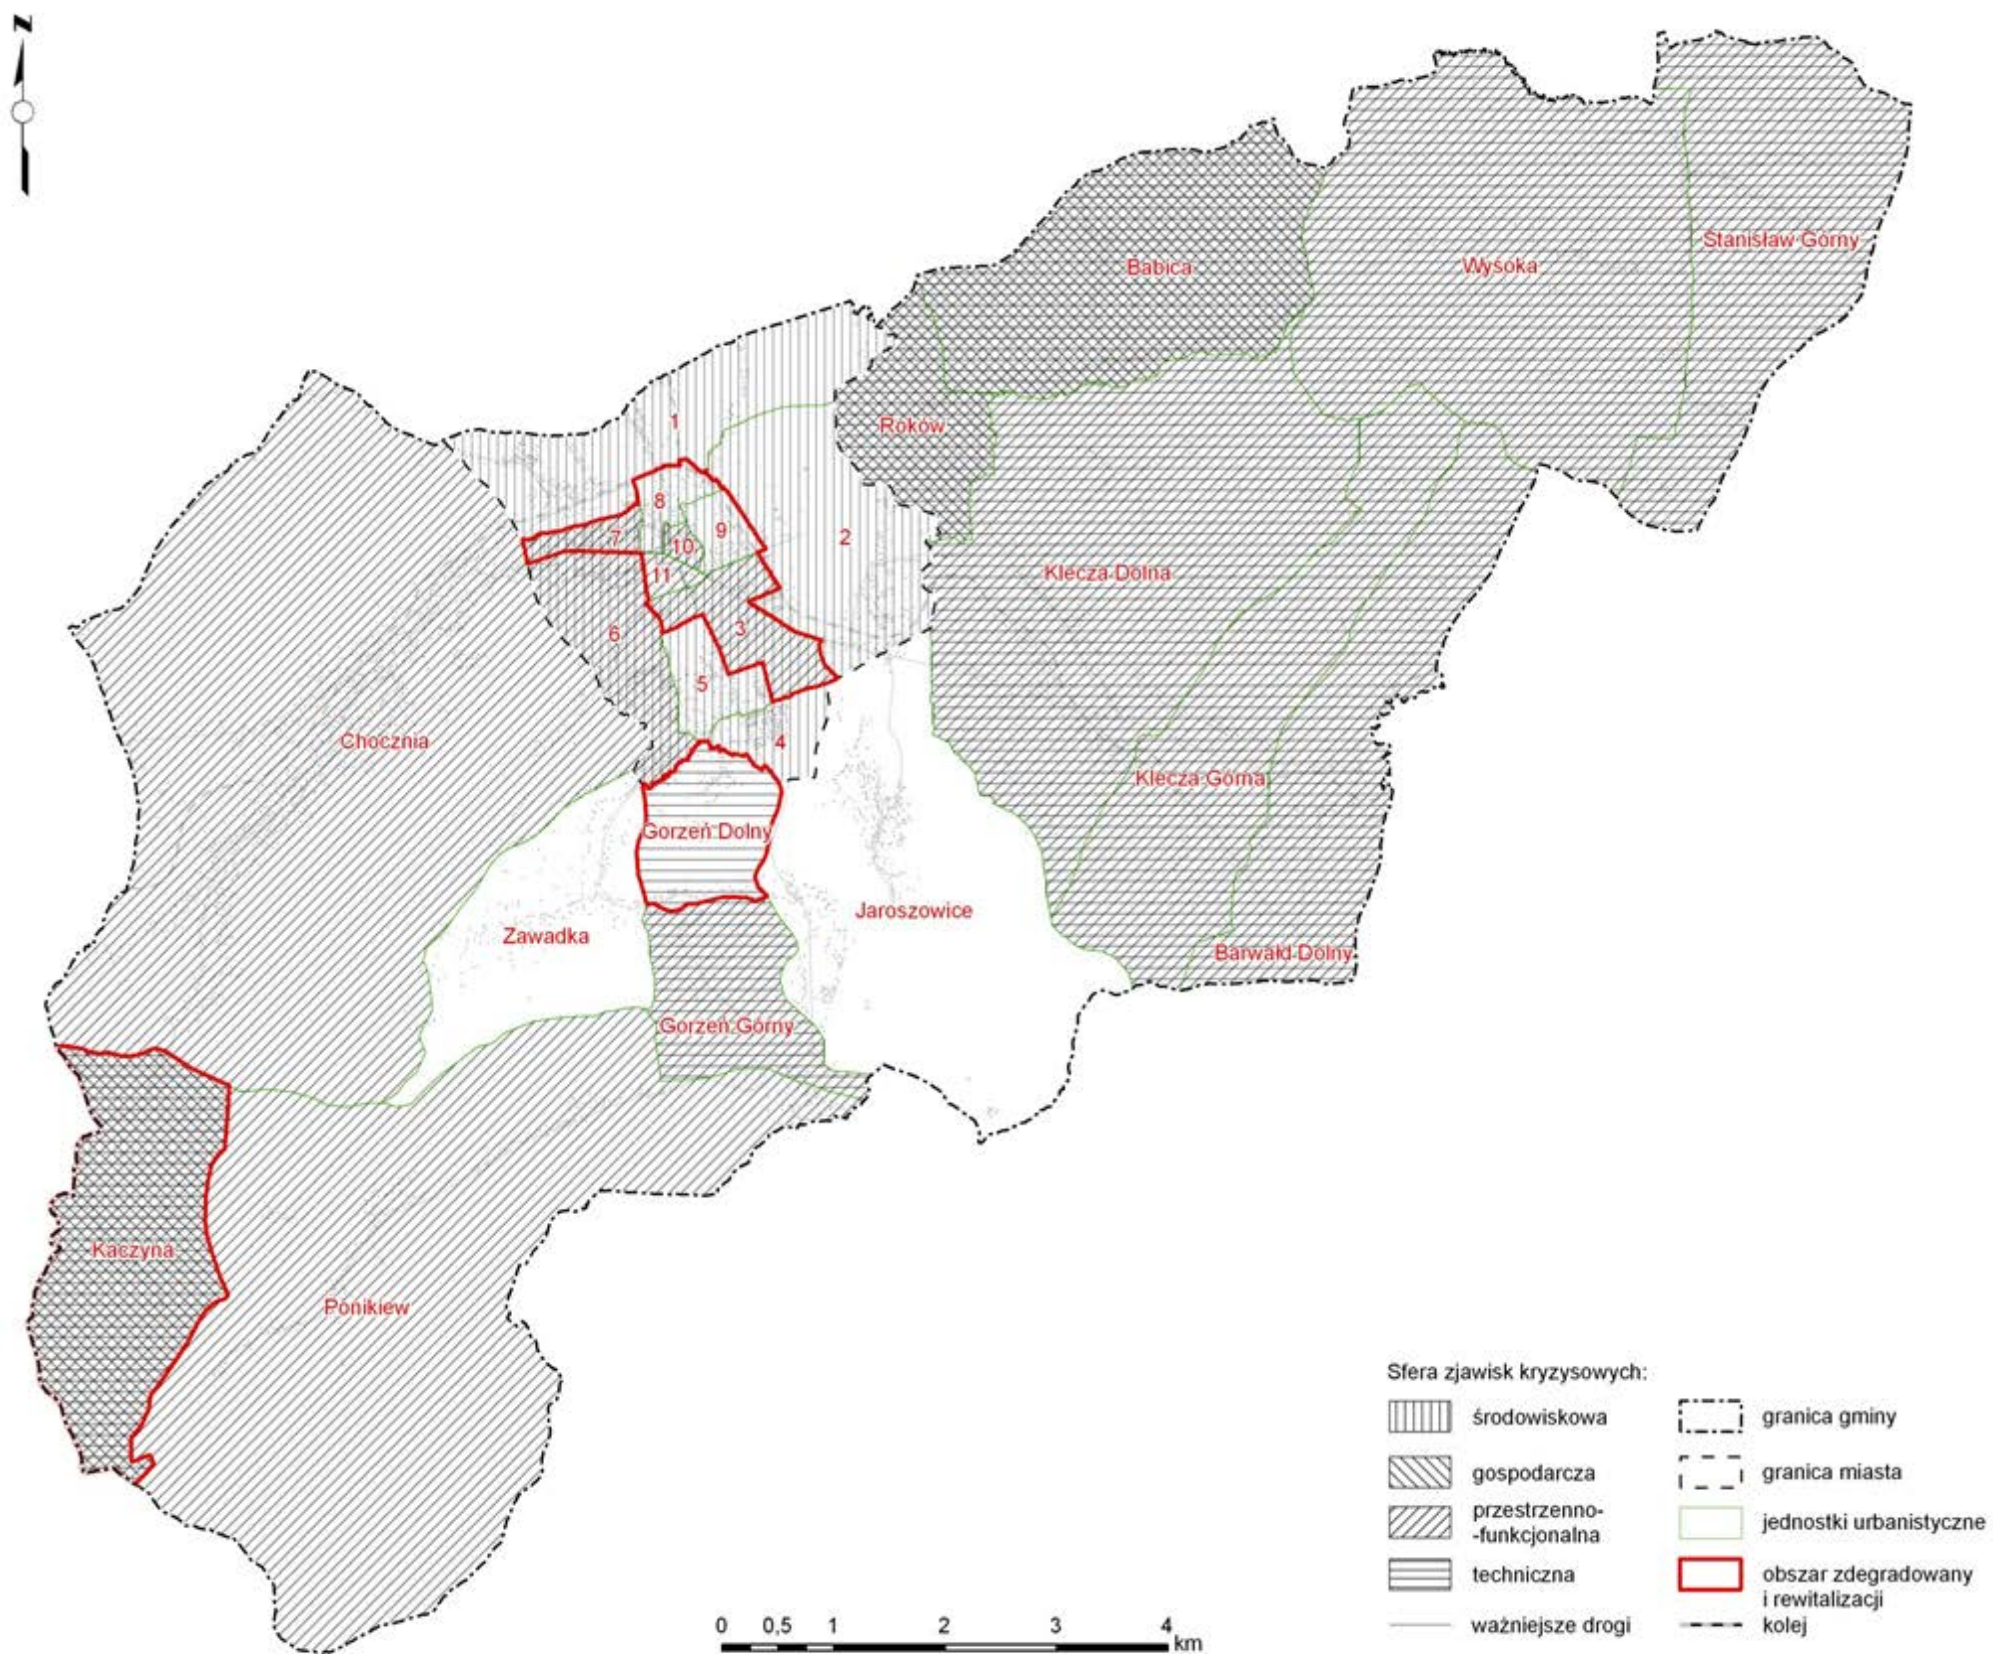 N
Stanisław Górny
Babica
Wysoka
1
Roków
8
9
2
7
10
11
Klecza Dolna
6
3
5
Chocznia
4
Klecza Górna
Gorzeń Dolny
Jaroszowice
Zawadka
Barwałd Dolny
Gorzeń Górny
Kaczyna
Ponikiew
Sfera zjawisk kryzysowych:
środowiskowa
gospodarcza
przestrzenno-
-funkcjonalna
techniczna
ważniejsze drogi
granica gminy
granica miasta
jednostki urbanistyczne
obszar zdegradowany
i rewitalizacji
kolej
0 0,5 1 2 3 4
km